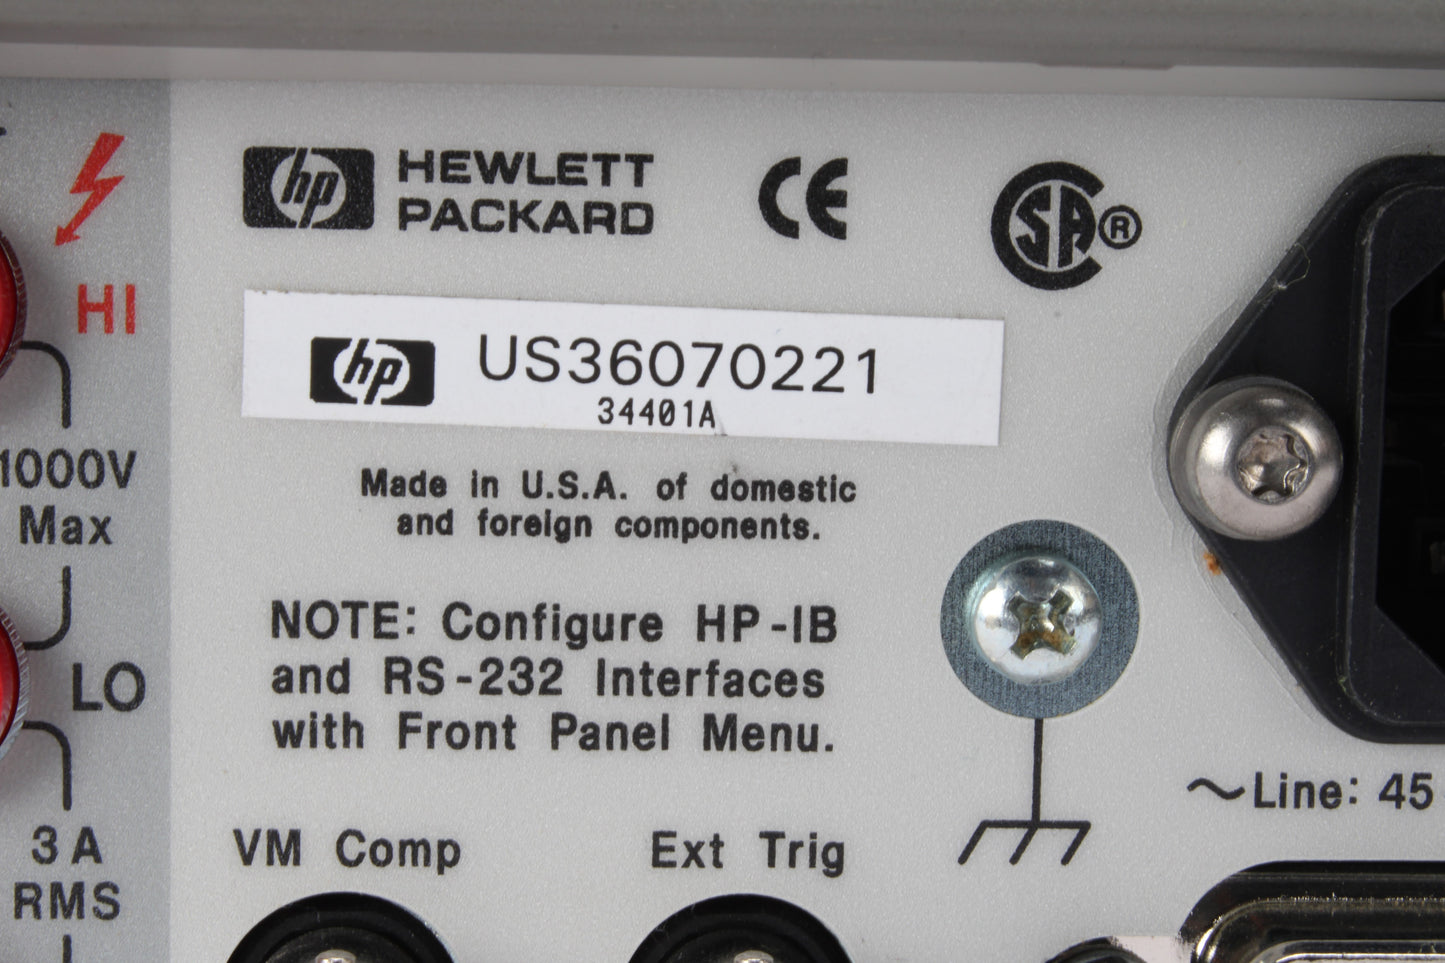 hp HEWLETT
PACKARD
CE
SA®
HI
hp US36070221
34401A
1000V
Max
Made in U.S.A. of domestic
and foreign components.
NOTE: Configure HP-IB
and RS-232 Interfaces
with Front Panel Menu.
LO
~Line: 45
3 A
RMS
VM Comp
Ext Trig